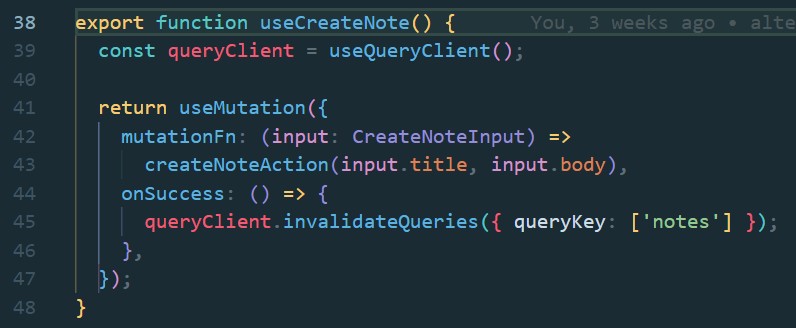 38 export function useCreateNote() { You, 3 weeks ago • alte
39   const queryClient = useQueryClient();
40
41   return useMutation({
42     mutationFn: (input: CreateNoteInput) =>
43       createNoteAction(input.title, input.body),
44     onSuccess: () => {
45       queryClient.invalidateQueries({ queryKey: ['notes'] });
46     },
47   });
48 }